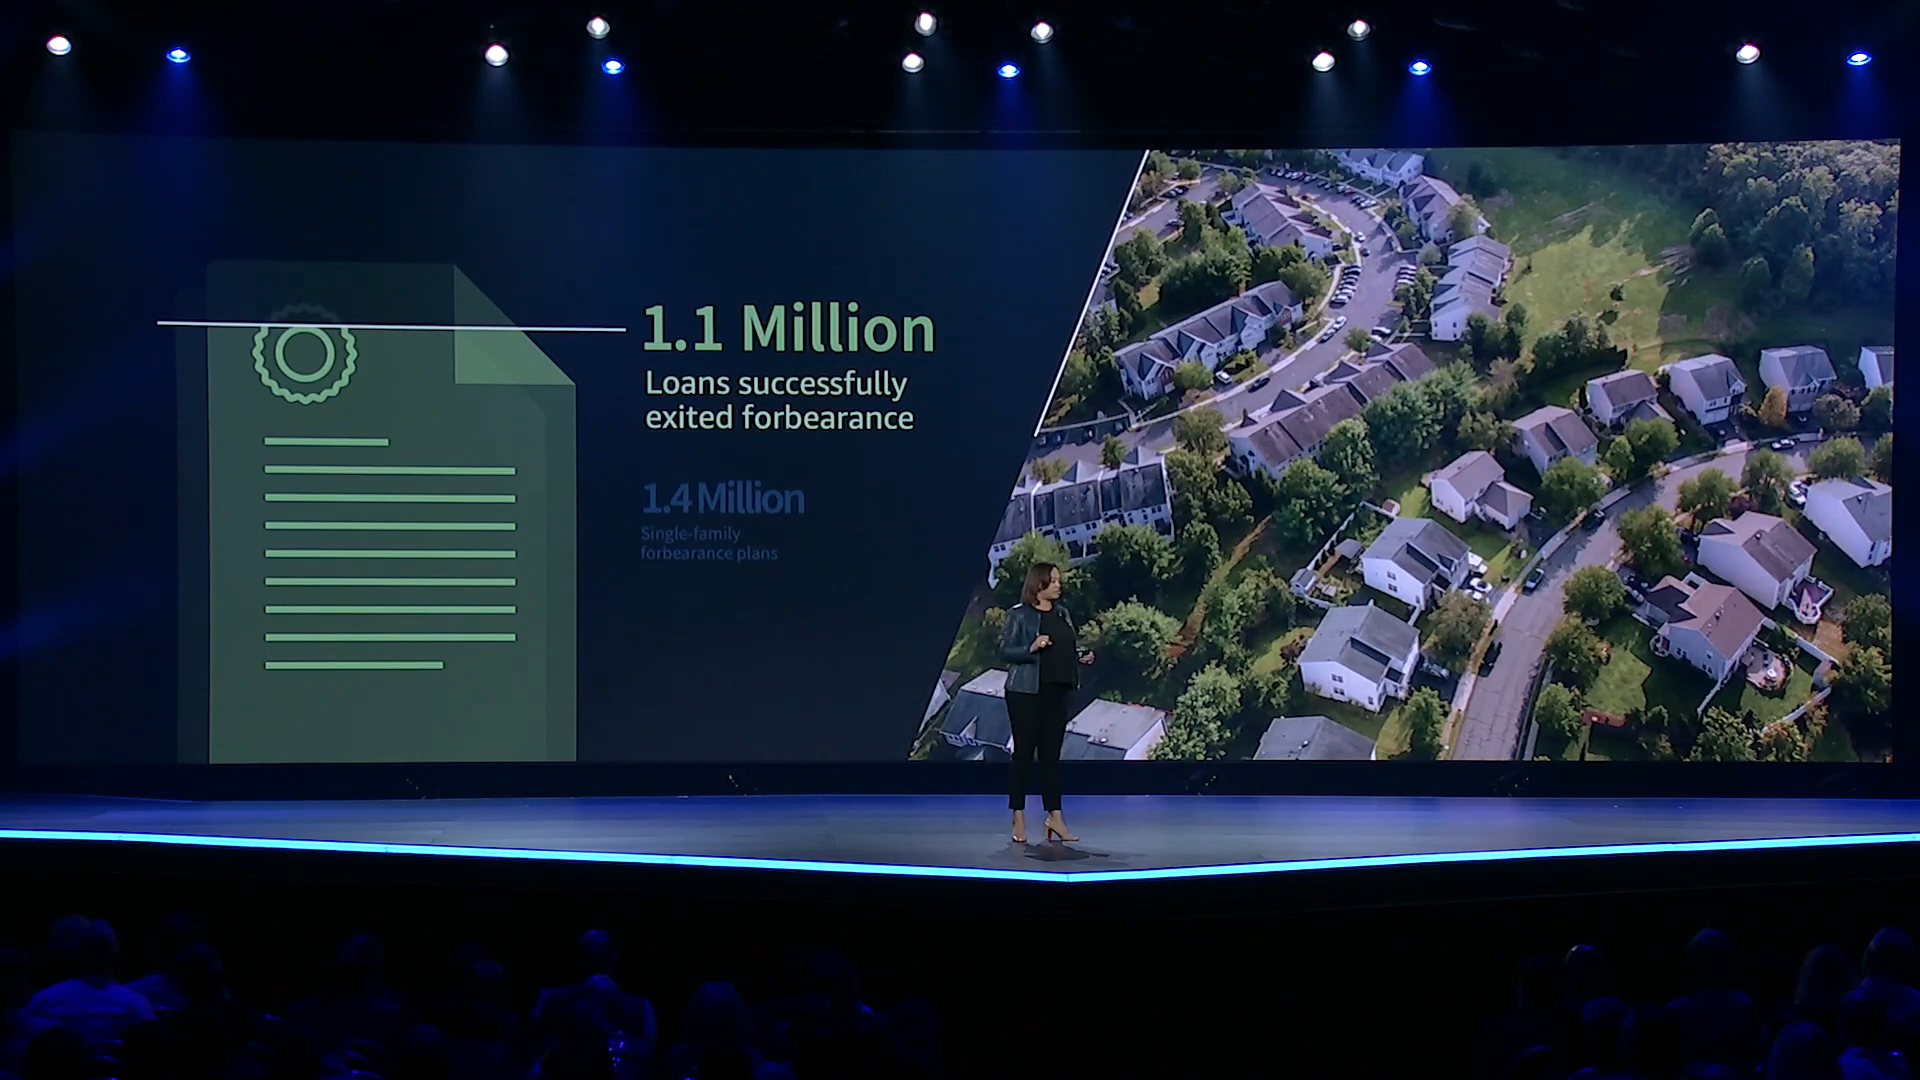 1.1 Million
Loans successfully
exited forbearance
1.4 Million
Single-family
forbearance plans